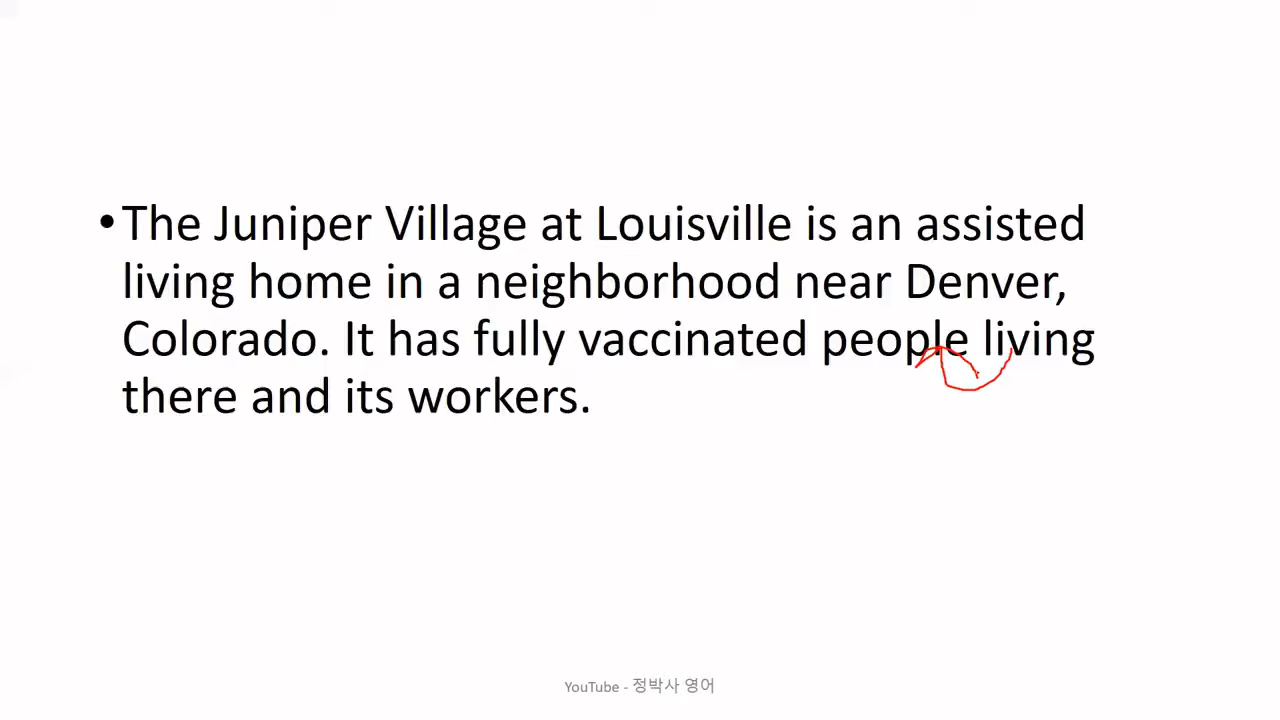 •The Juniper Village at Louisville is an assisted
living home in a neighborhood near Denver,
Colorado. It has fully vaccinated people living
there and its workers.
YouTube - 정박사 영어